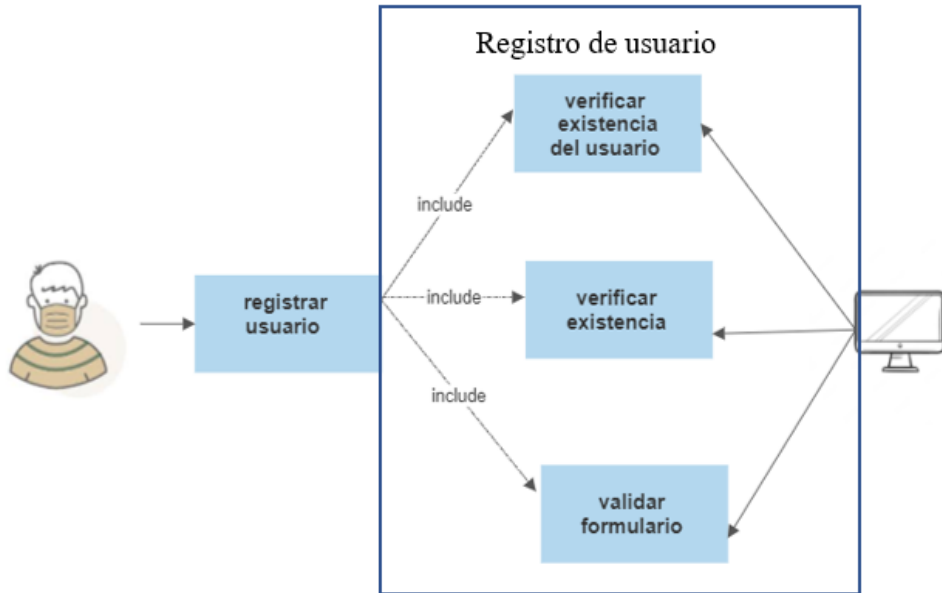 Registro de usuario
verificar
existencia
del usuario
include
registrar
usuario
include
verificar
existencia
include
validar
formulario